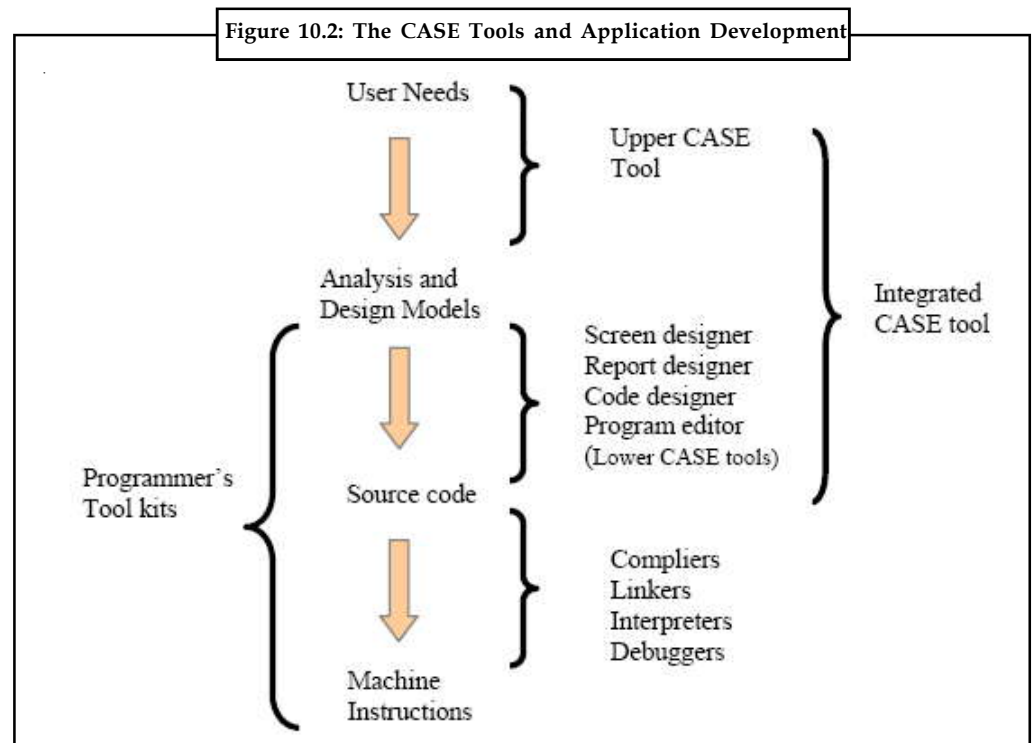 Figure 10.2: The CASE Tools and Application Development
User Needs
Upper CASE
Tool
Analysis and
Design Models
Integrated
CASE tool
Screen designer
Report designer
Code designer
Program editor
(Lower CASE tools)
Programmer's
Tool kits
Source code
Compliers
Linkers
Interpreters
Debuggers
Machine
Instructions